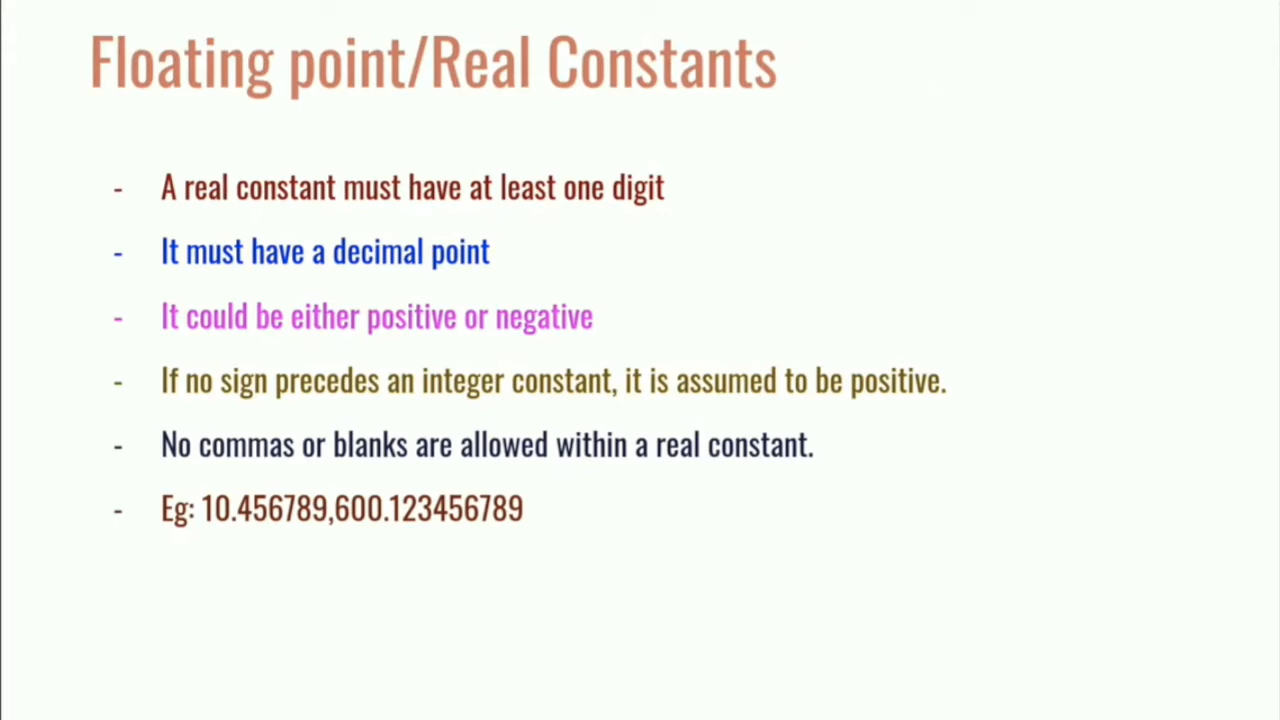 Floating point/Real Constants
- A real constant must have at least one digit
- It must have a decimal point
- It could be either positive or negative
- If no sign precedes an integer constant, it is assumed to be positive.
- No commas or blanks are allowed within a real constant.
- Eg: 10.456789,600.123456789